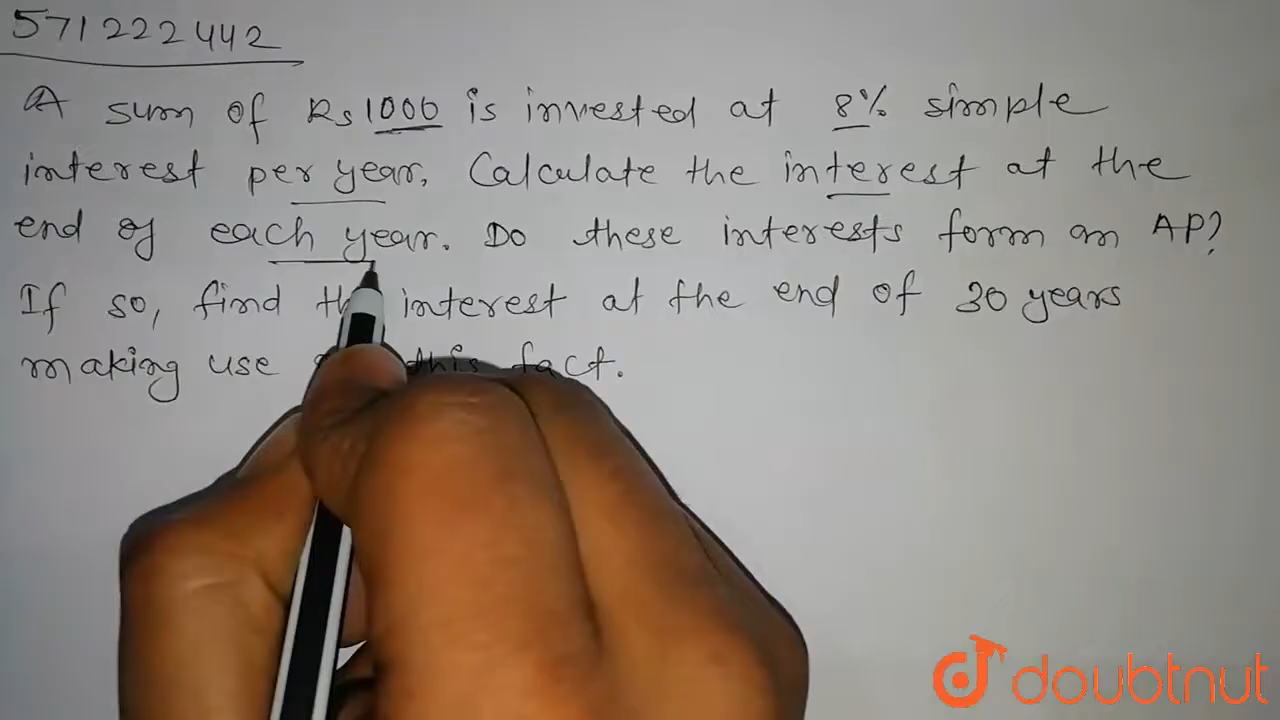 571222442
A sum of Rs 1000 is invested at 8% simple
interest per year. Calculate the interest at the
end of each year. Do these interests form an AP?
If so, find the interest at the end of 30 years
making use this fact.
doubtnut